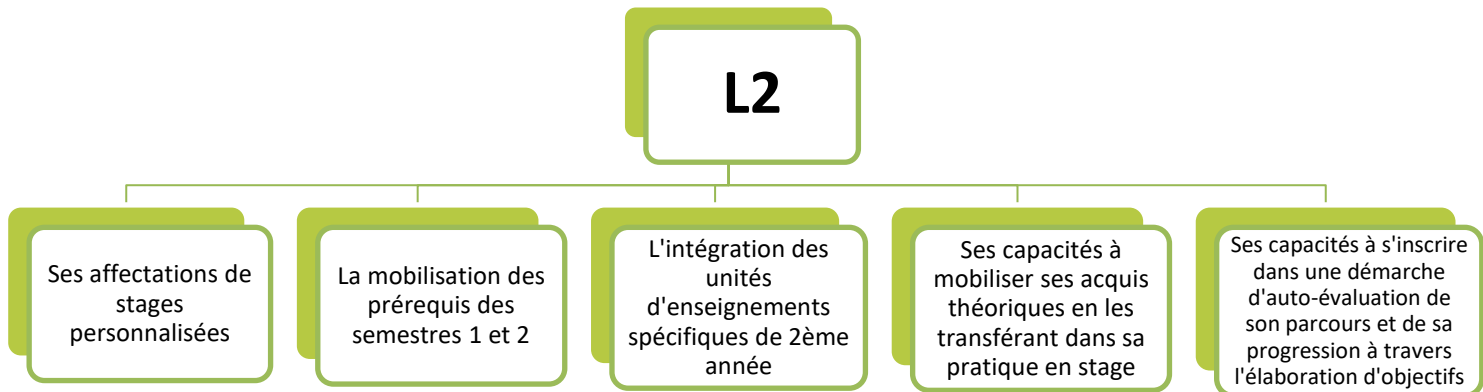 L2
Ses affectations de
stages
personnalisées
La mobilisation des
prérequis des
semestres 1 et 2
L'intégration des
unités
d'enseignements
spécifiques de 2ème
année
Ses capacités à
mobiliser ses acquis
théoriques en les
transférant dans sa
pratique en stage
Ses capacités à s'inscrire
dans une démarche
d'auto-évaluation de
son parcours et de sa
progression à travers
l'élaboration d'objectifs